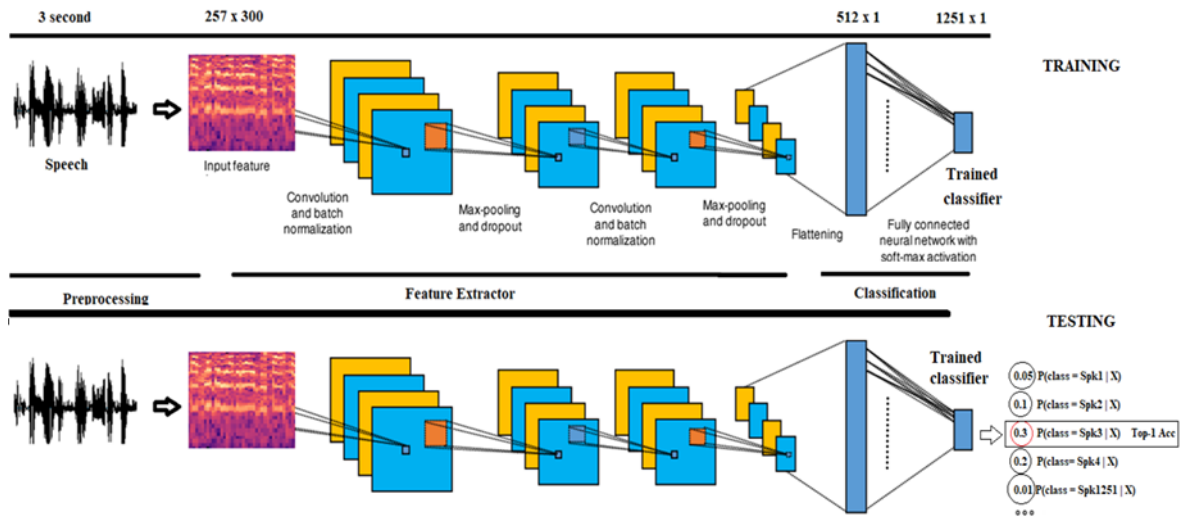 3 second
257 x 300
512 x 1
1251 x 1
TRAINING
Speech
Input feature
Convolution
and batch
normalization
Max-pooling
and dropout
Convolution
and batch
normalization
Max-pooling
and dropout
Flattening
Trained
classifier
Fully connected
neural network with
soft-max activation
Preprocessing
Feature Extractor
Classification
TESTING
Trained
classifier
0.05 P(class = Spk1 | X)
0.1 P(class = Spk2 | X)
0.3 P(class = Spk3 | X) Top-1 Acc
0.2 P(class= Spk4 | X)
0.01 P(class = Spk1251 | X)